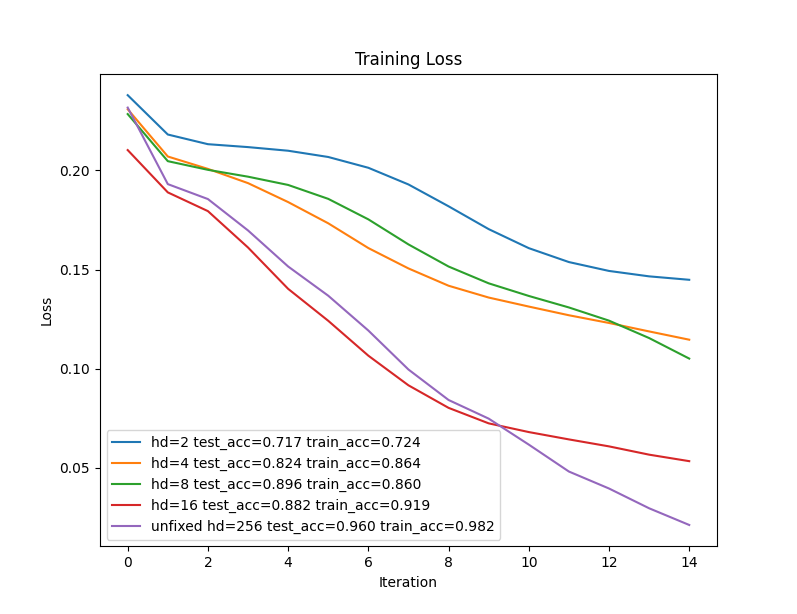 Training Loss
Loss
0.20
0.15
0.10
0.05
hd=2 test_acc=0.717 train_acc=0.724
hd=4 test_acc=0.824 train_acc=0.864
hd=8 test_acc=0.896 train_acc=0.860
hd=16 test_acc=0.882 train_acc=0.919
unfixed hd=256 test_acc=0.960 train_acc=0.982
0 2 4 6 8 10 12 14
Iteration